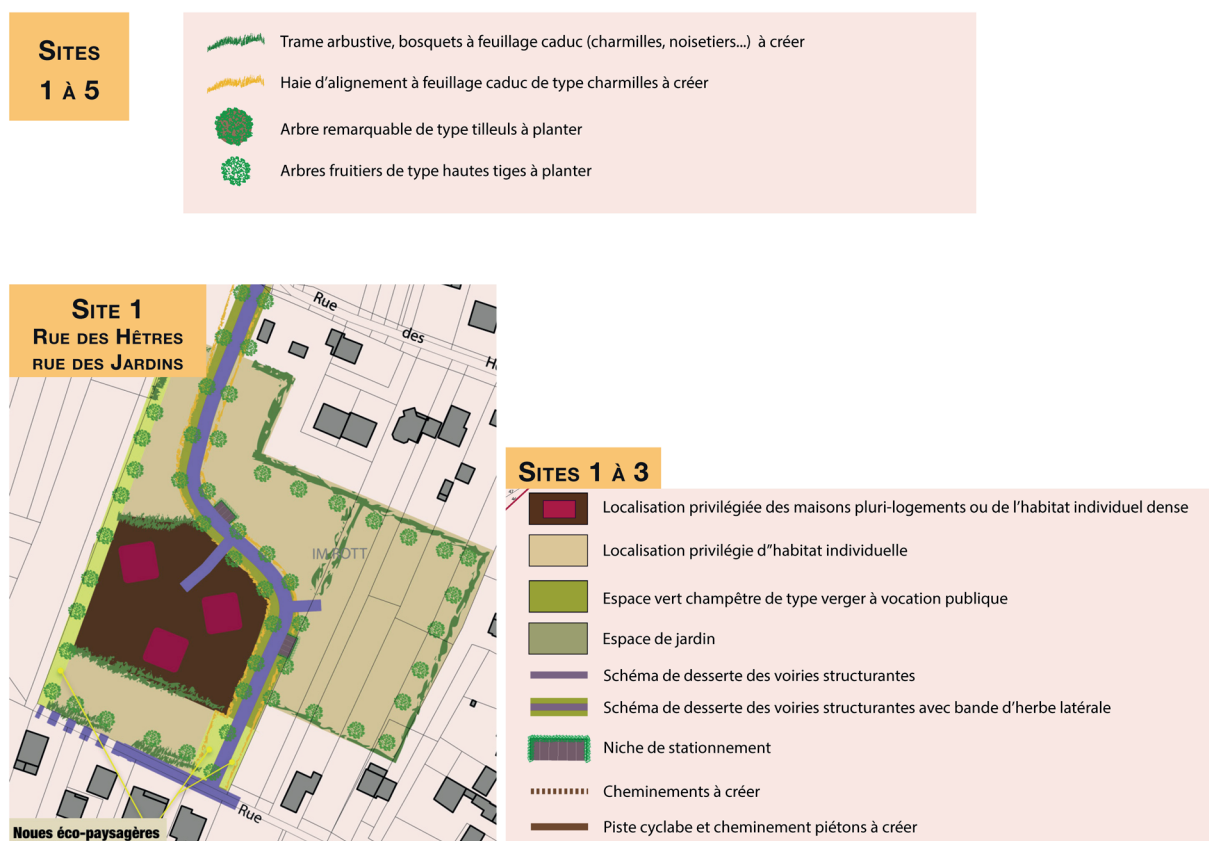 SITES
1 À 5
Trame arbustive, bosquets à feuillage caduc (charmilles, noisetiers...) à créer
Haie d'alignement à feuillage caduc de type charmilles à créer
Arbre remarquable de type tilleuls à planter
Arbres fruitiers de type hautes tiges à planter
SITE 1
RUE DES HÊTRES
RUE DES JARDINS
Rue
des
IM POTT
Rue
Noues éco-paysagères
SITES 1 À 3
Localisation privilégiée des maisons pluri-logements ou de l'habitat individuel dense
Localisation privilégie d"habitat individuelle
Espace vert champêtre de type verger à vocation publique
Espace de jardin
Schéma de desserte des voiries structurantes
Schéma de desserte des voiries structurantes avec bande d'herbe latérale
Niche de stationnement
Cheminements à créer
Piste cyclabe et cheminement piétons à créer